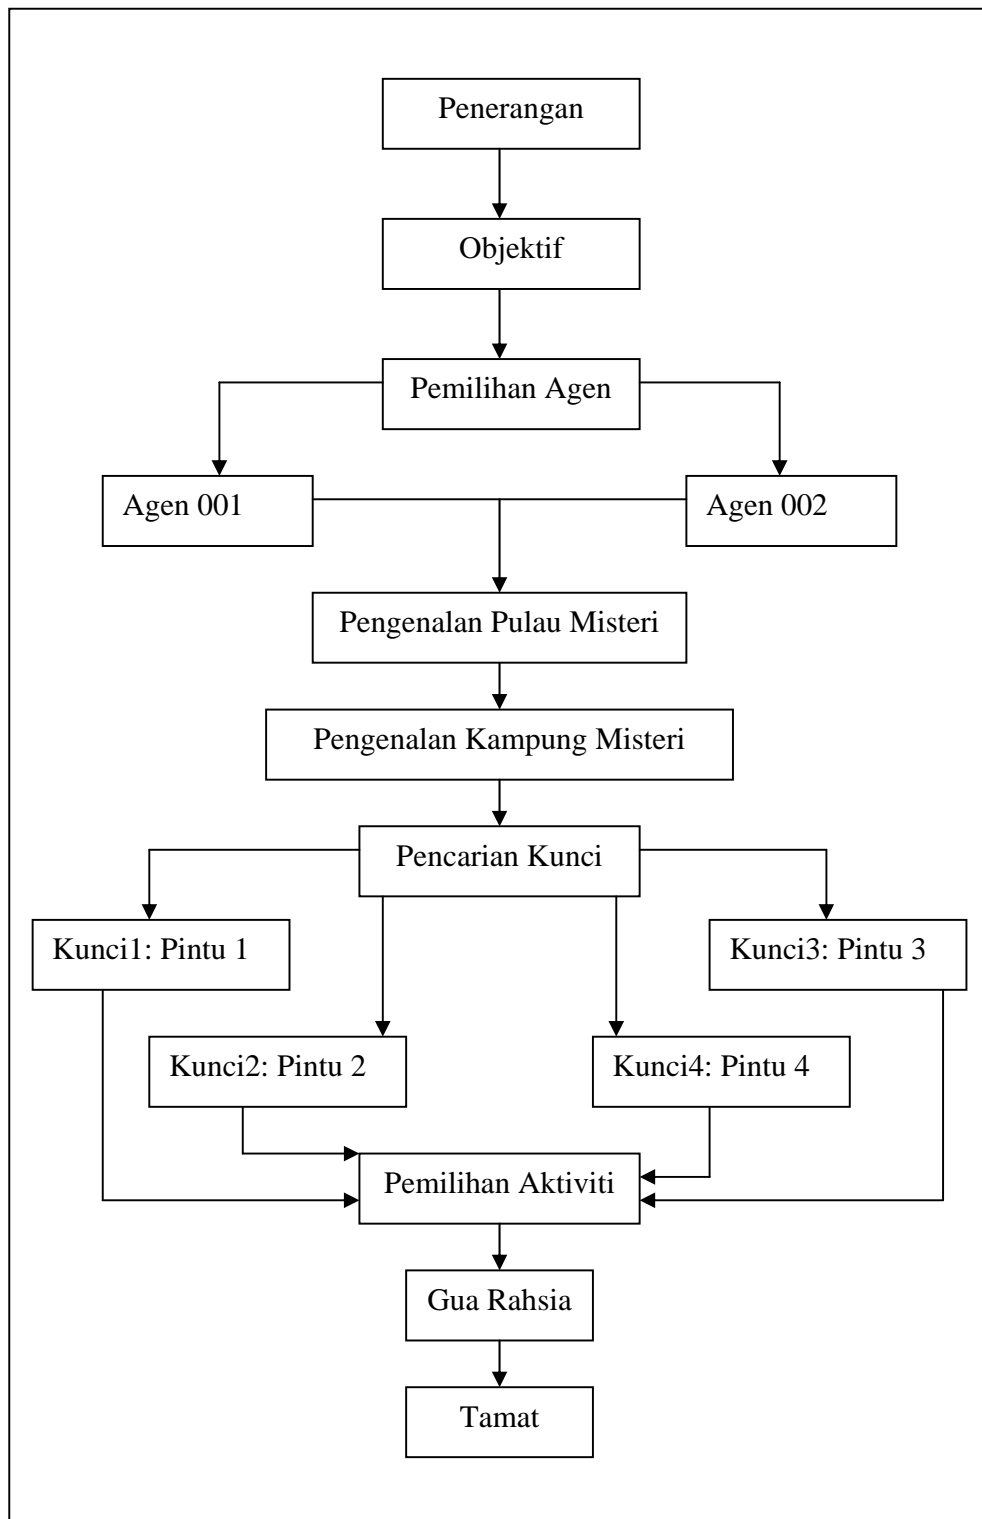 Penerangan
Objektif
Pemilihan Agen
Agen 001
Agen 002
Pengenalan Pulau Misteri
Pengenalan Kampung Misteri
Pencarian Kunci
Kunci1: Pintu 1
Kunci3: Pintu 3
Kunci2: Pintu 2
Kunci4: Pintu 4
Pemilihan Aktiviti
Gua Rahsia
Tamat